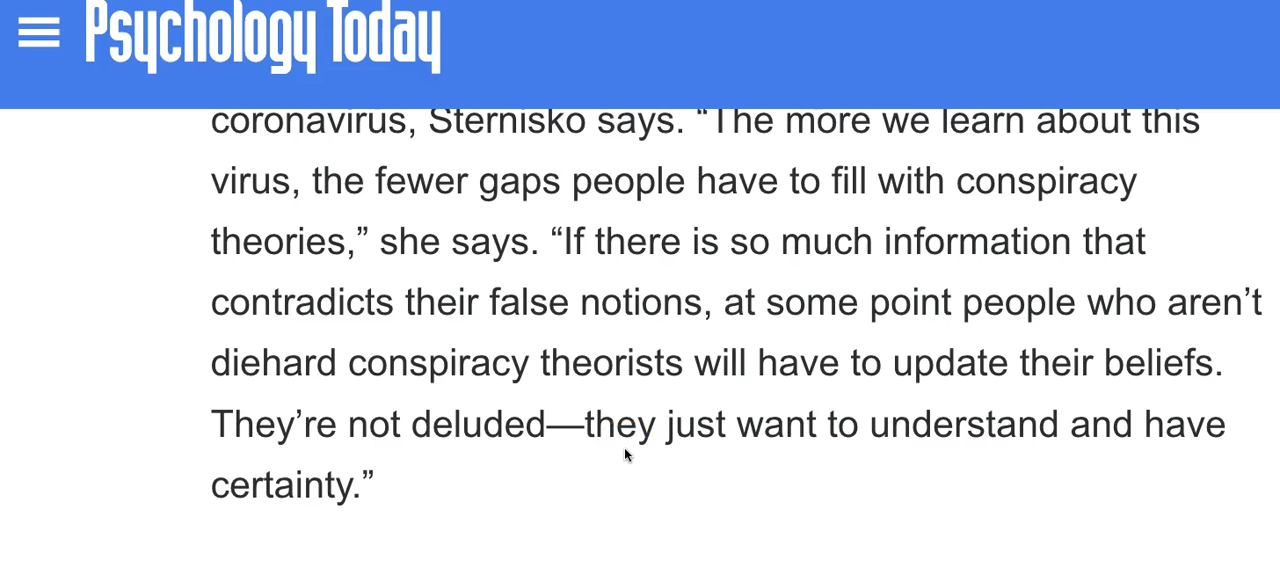 Psychology Today
coronavirus, Sternisko says. “The more we learn about this
virus, the fewer gaps people have to fill with conspiracy
theories,” she says. “If there is so much information that
contradicts their false notions, at some point people who aren’t
diehard conspiracy theorists will have to update their beliefs.
They’re not deluded—they just want to understand and have
certainty.”